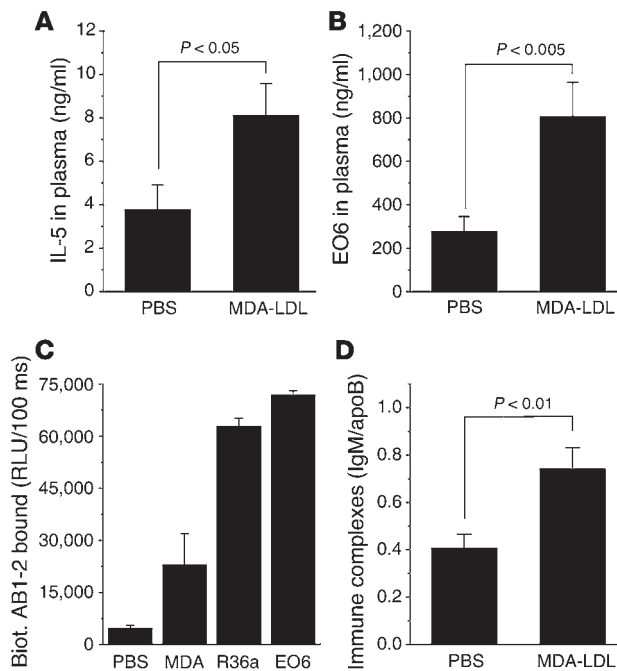 A
P < 0.05
IL-5 in plasma (ng/ml)
12
10
8
6
4
2
0
PBS
MDA-LDL
B
P < 0.005
EO6 in plasma (ng/ml)
1,200
1,000
800
600
400
200
0
PBS
MDA-LDL
C
Biot. AB1-2 bound (RLU/100 ms)
75,000
60,000
45,000
30,000
15,000
0
PBS
MDA
R36a
EO6
D
P < 0.01
Immune complexes (IgM/apoB)
1.0
0.8
0.6
0.4
0.2
0.0
PBS
MDA-LDL